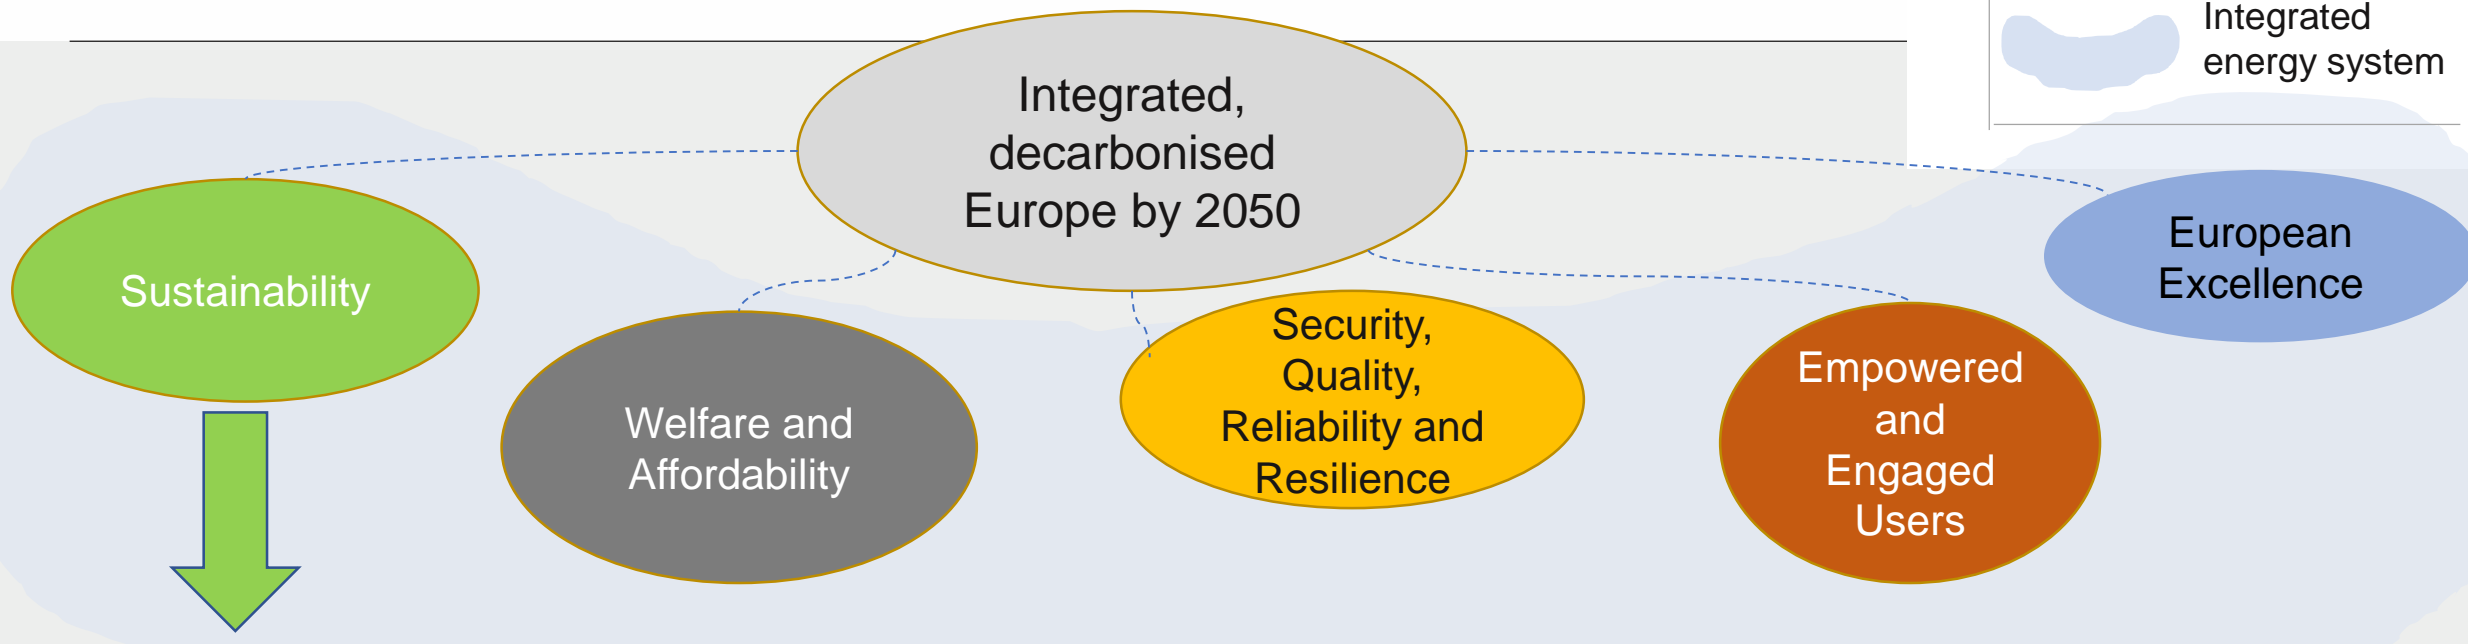 Integrated
energy system
Integrated,
decarbonised
Europe by 2050
Sustainability
Welfare and
Affordability
Security,
Quality,
Reliability and
Resilience
Empowered
and
Engaged
Users
European
Excellence